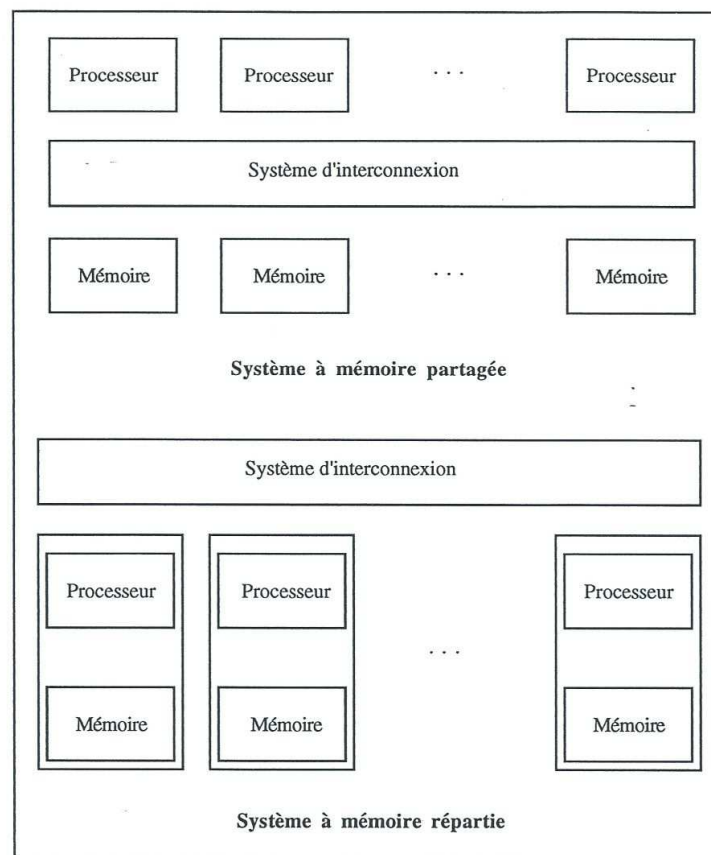 Processeur Processeur . . . Processeur
Système d'interconnexion
Mémoire Mémoire . . . Mémoire
Système à mémoire partagée
Système d'interconnexion
Processeur Processeur Processeur
. . .
Mémoire Mémoire Mémoire
Système à mémoire répartie